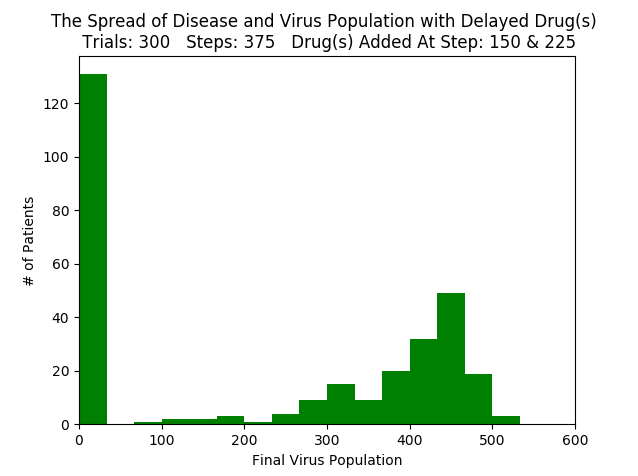 The Spread of Disease and Virus Population with Delayed Drug(s)
Trials: 300   Steps: 375   Drug(s) Added At Step: 150 & 225
# of Patients
120
100
80
60
40
20
0
0 100 200 300 400 500 600
Final Virus Population